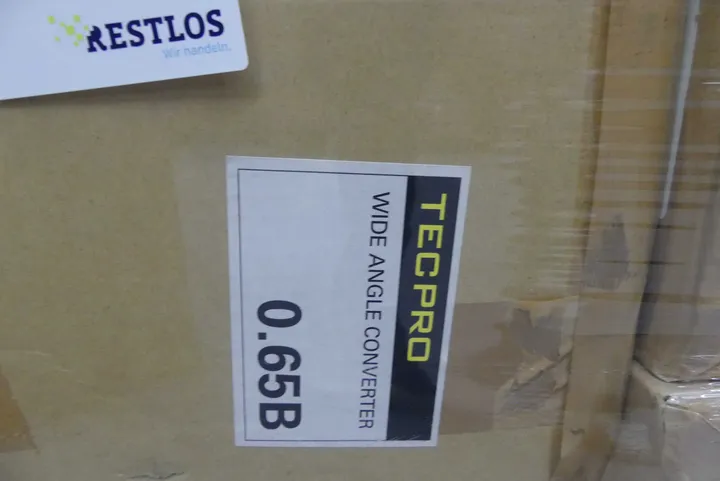 RESTLOS
Wir handeln.
TECPRO
WIDE ANGLE CONVERTER
0.65B